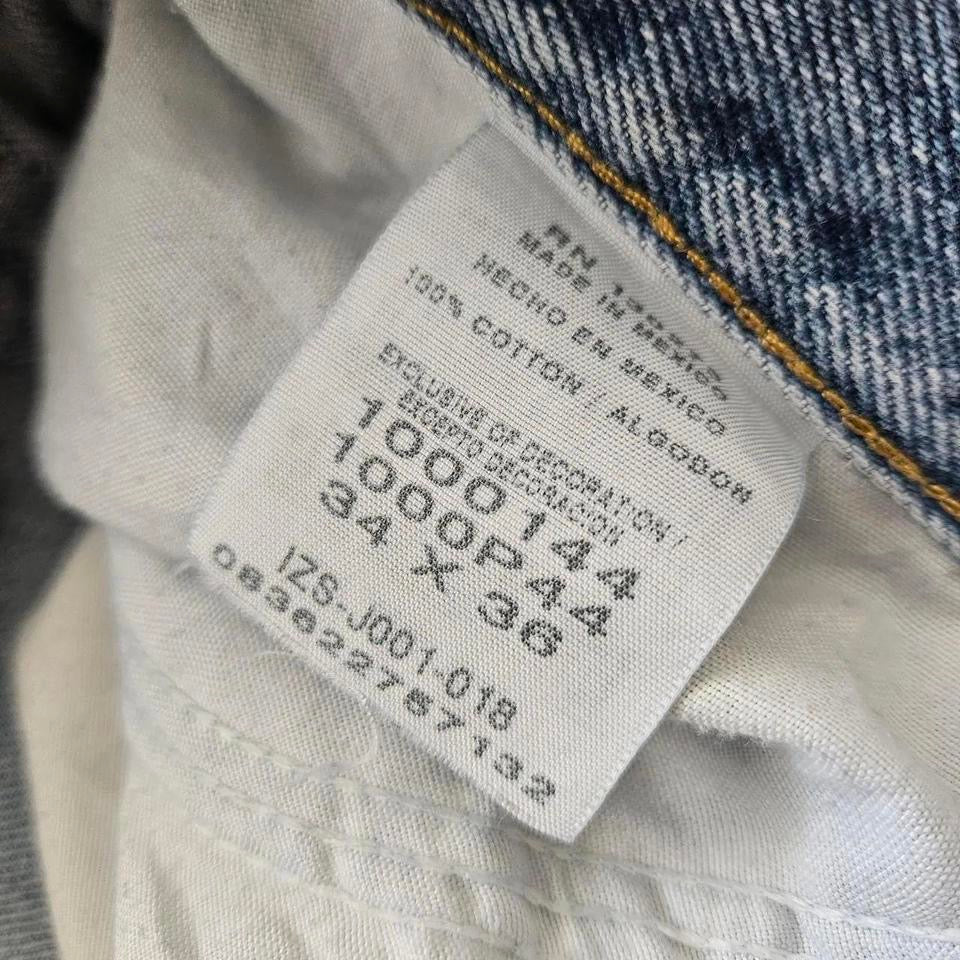 RN
MADE IN MEXICO
HECHO EN MEXICO
100% COTTON / ALGODON
EXCLUSIVE OF DECORATION /
EXCEPTO DECORACION
1000144
1000P44
34 X 36
IZS-J001-018
083622787132